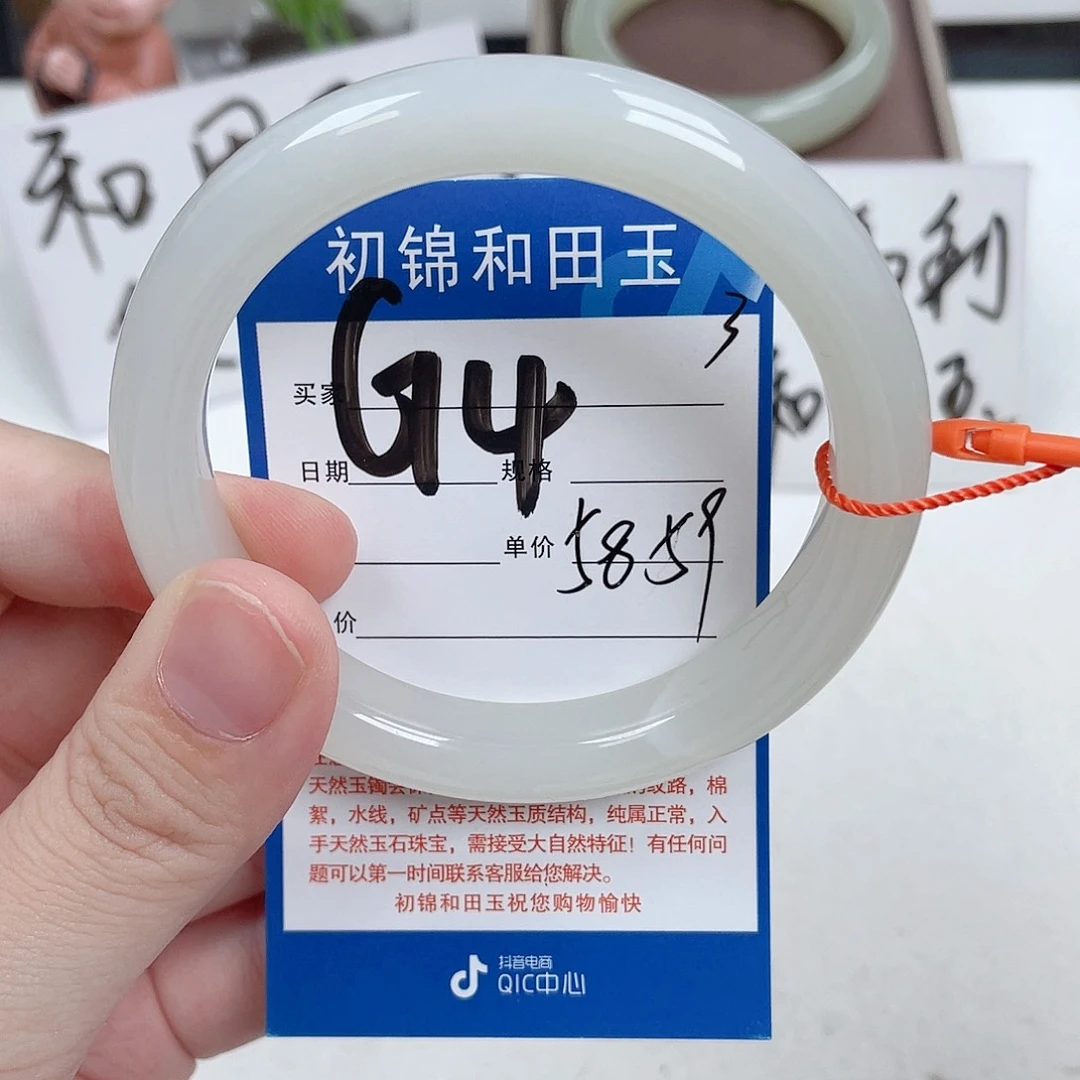 和田
利
初锦和田玉
3
G4
买家
日期 规格
单价 5859
价
天然玉镯会 纹路，棉
絮，水线，矿点等天然玉质结构，纯属正常，入
手天然玉石珠宝，需接受大自然特征！有任何问
题可以第一时间联系客服给您解决。
初锦和田玉祝您购物愉快
抖音电商
QIC中心